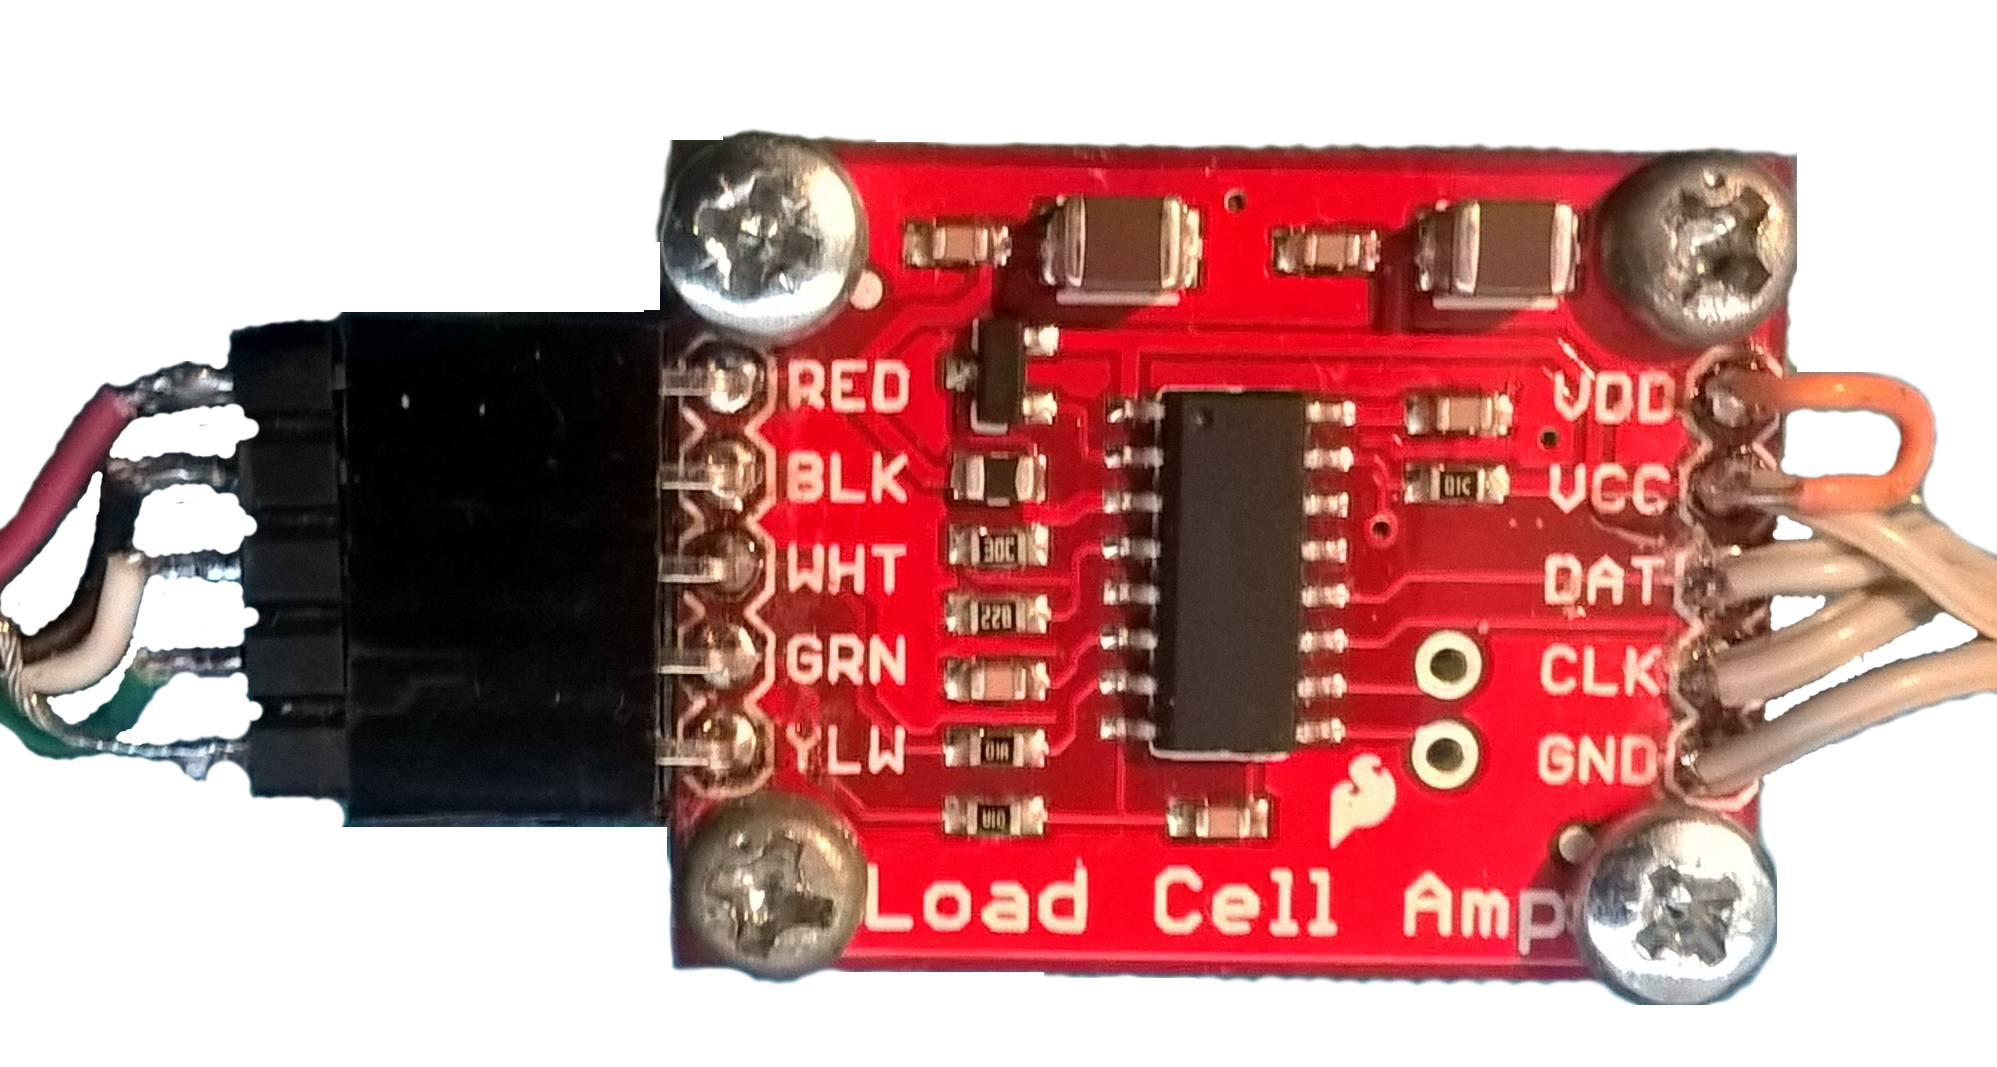 RED
BLK
WHT
GRN
YLW
VDD
VCC
DAT
CLK
GND
Load Cell Amp